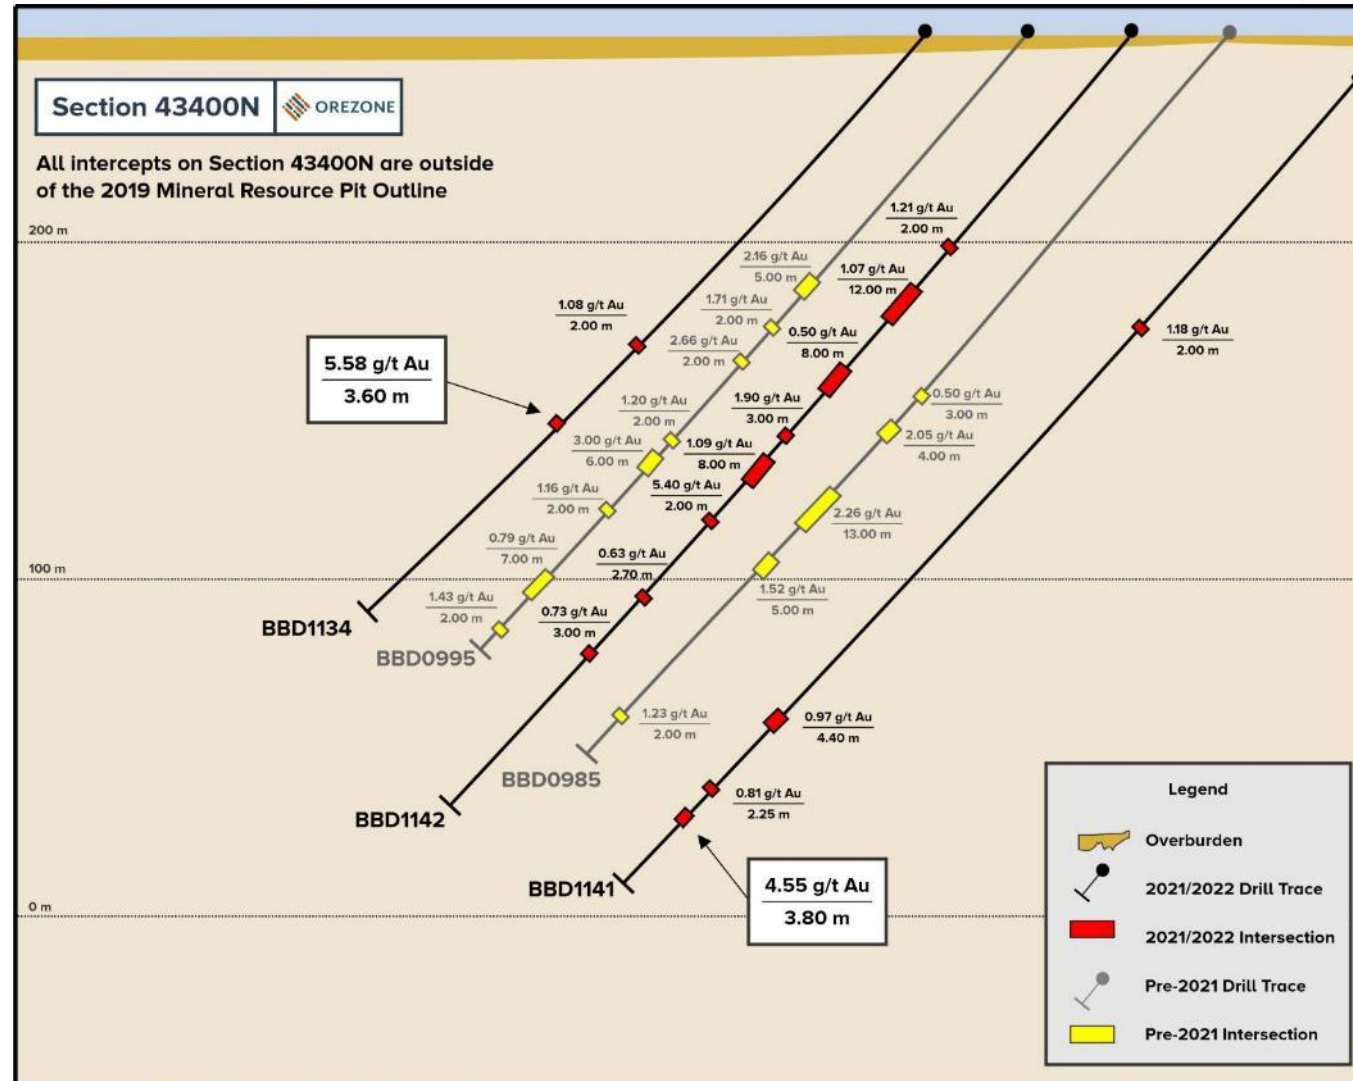 Section 43400N
OREZONE
All intercepts on Section 43400N are outside
of the 2019 Mineral Resource Pit Outline
200 m
1.21 g/t Au
2.00 m
2.16 g/t Au
5.00 m
1.07 g/t Au
12.00 m
1.08 g/t Au
2.00 m
1.71 g/t Au
2.00 m
2.66 g/t Au
2.00 m
0.50 g/t Au
8.00 m
1.18 g/t Au
2.00 m
5.58 g/t Au
3.60 m
1.20 g/t Au
2.00 m
1.90 g/t Au
3.00 m
0.50 g/t Au
3.00 m
3.00 g/t Au
6.00 m
1.09 g/t Au
8.00 m
2.05 g/t Au
4.00 m
1.16 g/t Au
2.00 m
5.40 g/t Au
2.00 m
2.26 g/t Au
13.00 m
0.79 g/t Au
7.00 m
0.63 g/t Au
2.70 m
100 m
1.52 g/t Au
5.00 m
1.43 g/t Au
2.00 m
0.73 g/t Au
3.00 m
BBD1134
BBD0995
1.23 g/t Au
2.00 m
0.97 g/t Au
4.40 m
BBD0985
0.81 g/t Au
2.25 m
BBD1142
BBD1141
4.55 g/t Au
3.80 m
0 m
Legend
Overburden
2021/2022 Drill Trace
2021/2022 Intersection
Pre-2021 Drill Trace
Pre-2021 Intersection